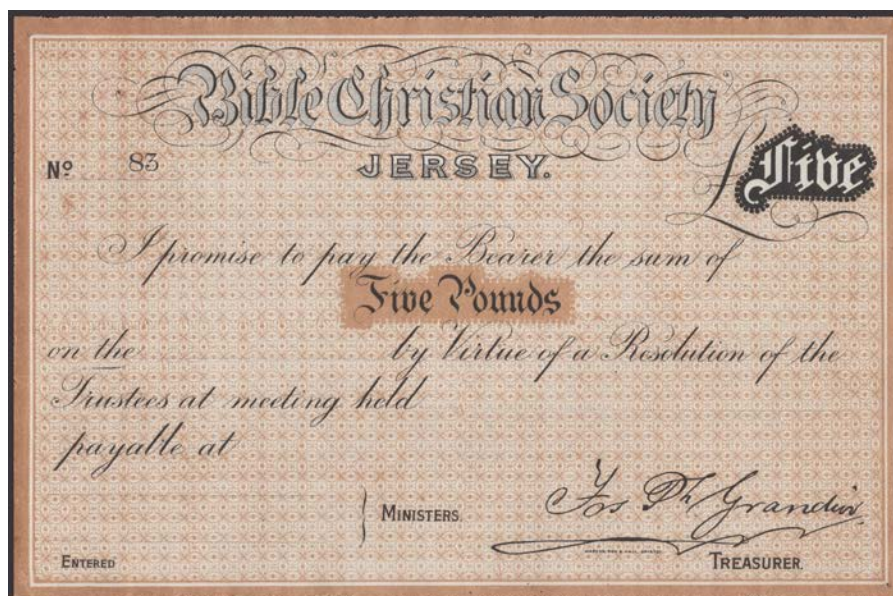 Bible Christian Society
JERSEY.
Nº 83
£Five
I promise to pay the Bearer the sum of
Five Pounds
on the by Virtue of a Resolution of the
Trustees at meeting held
payable at
MINISTERS.
Jos Ph Grandin
ENTERED
TREASURER.